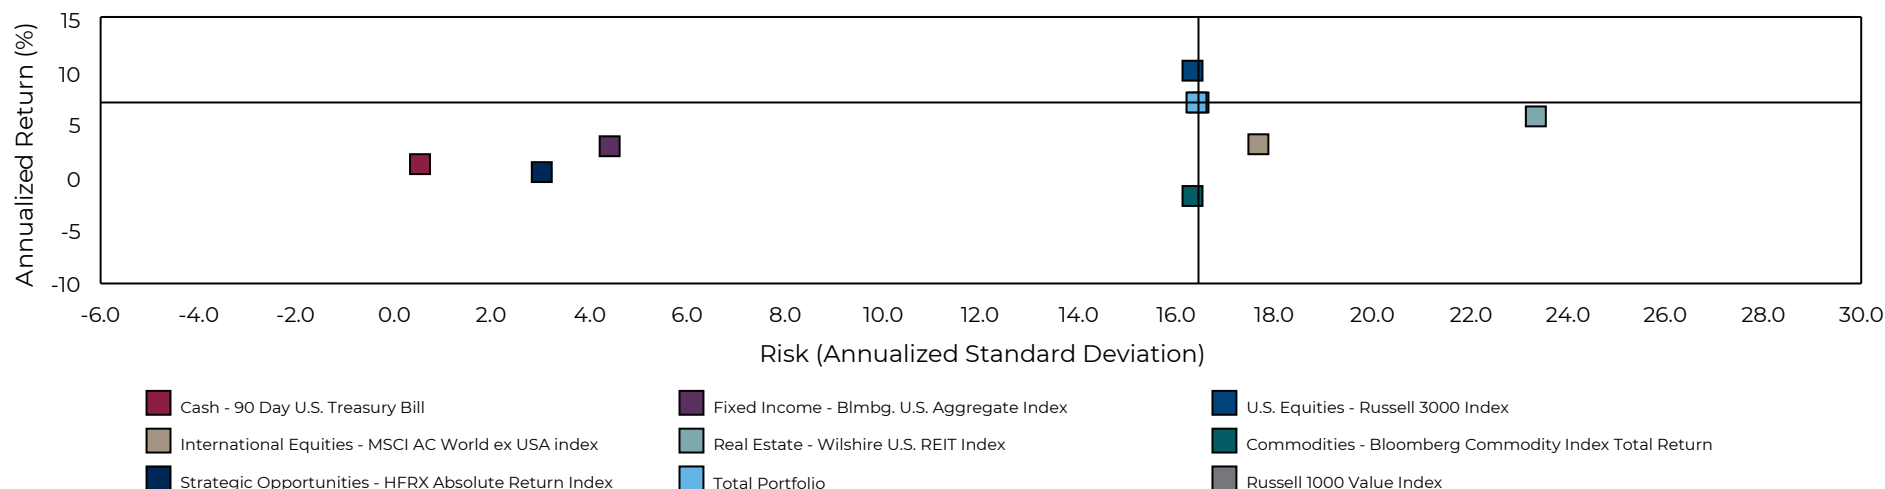 Annualized Return (%)
15
10
5
0
-5
-10
-6.0 -4.0 -2.0 0.0 2.0 4.0 6.0 8.0 10.0 12.0 14.0 16.0 18.0 20.0 22.0 24.0 26.0 28.0 30.0
Risk (Annualized Standard Deviation)
Cash - 90 Day U.S. Treasury Bill Fixed Income - Blmbg. U.S. Aggregate Index U.S. Equities - Russell 3000 Index
International Equities - MSCI AC World ex USA index Real Estate - Wilshire U.S. REIT Index Commodities - Bloomberg Commodity Index Total Return
Strategic Opportunities - HFRX Absolute Return Index Total Portfolio Russell 1000 Value Index